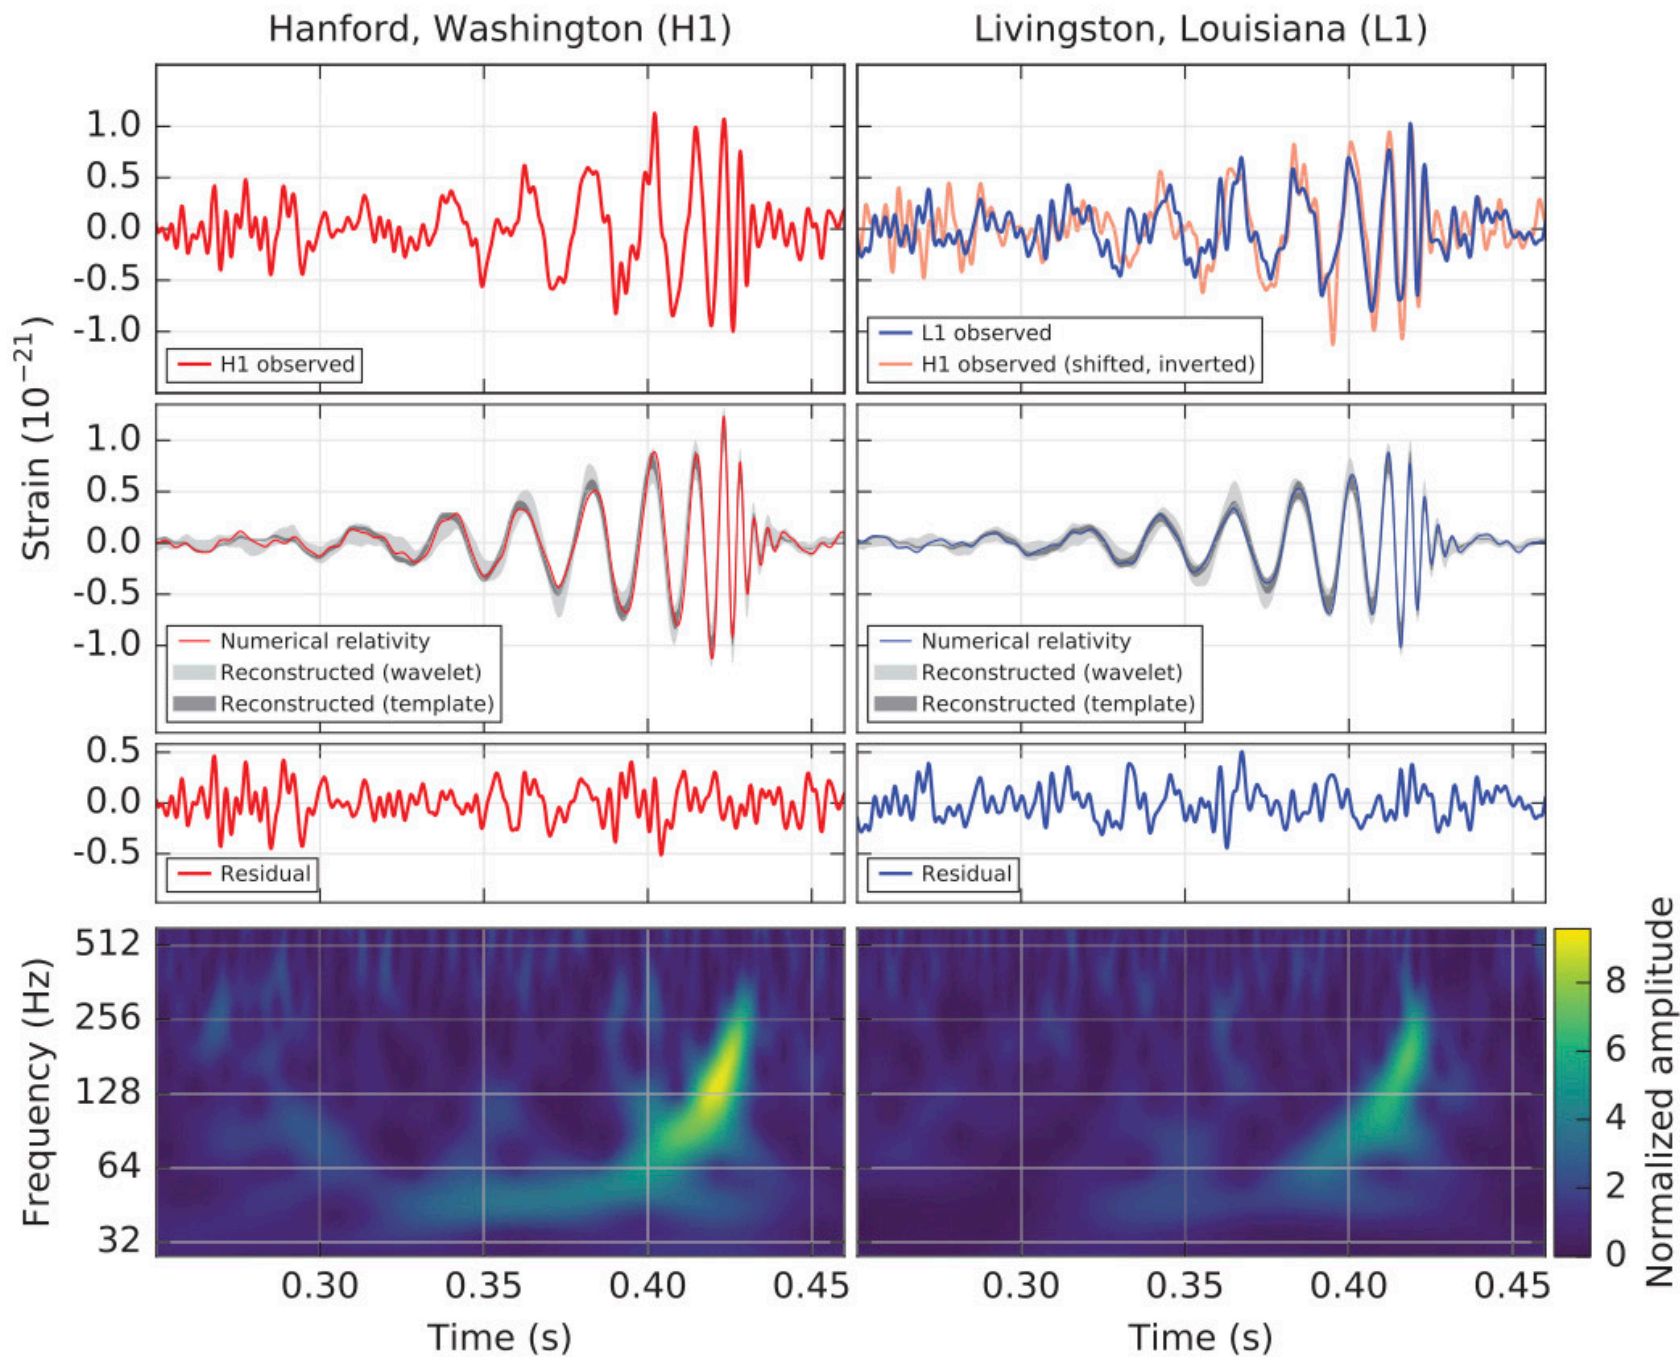 Hanford, Washington (H1)
Livingston, Louisiana (L1)
1.0
0.5
0.0
-0.5
-1.0
H1 observed
L1 observed
H1 observed (shifted, inverted)
Strain (10⁻²¹)
1.0
0.5
0.0
-0.5
-1.0
Numerical relativity
Reconstructed (wavelet)
Reconstructed (template)
Numerical relativity
Reconstructed (wavelet)
Reconstructed (template)
0.5
0.0
-0.5
Residual
Residual
Frequency (Hz)
512
256
128
64
32
Normalized amplitude
8
6
4
2
0
0.30 0.35 0.40 0.45
0.30 0.35 0.40 0.45
Time (s)
Time (s)